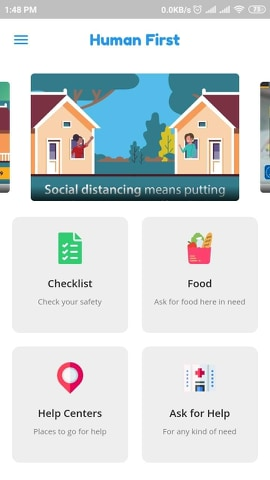 1:48 PM
0.0KB/s
Human First
Social distancing means putting
Checklist
Check your safety
Food
Ask for food here in need
Help Centers
Places to go for help
Ask for Help
For any kind of need